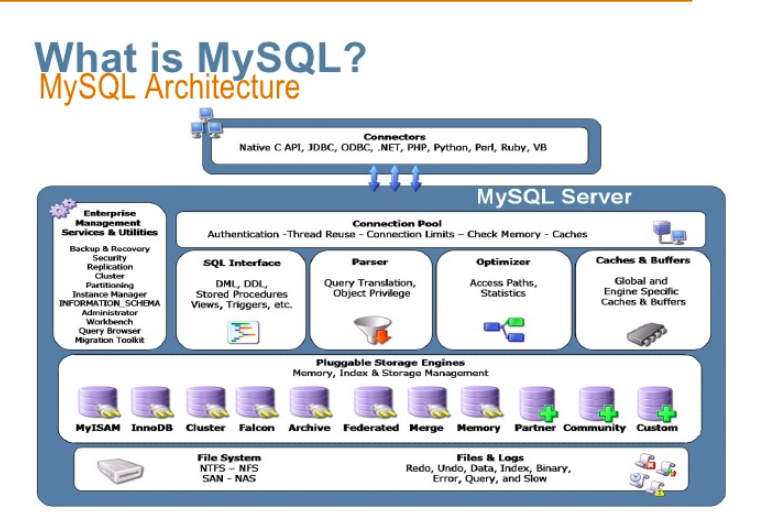 What is MySQL?
MySQL Architecture
Connectors
Native C API, JDBC, ODBC, .NET, PHP, Python, Perl, Ruby, VB
MySQL Server
Enterprise
Management
Services & Utilities
Backup & Recovery
Security
Replication
Cluster
Partitioning
Instance Manager
INFORMATION_SCHEMA
Administrator
Workbench
Query Browser
Migration Toolkit
Connection Pool
Authentication -Thread Reuse - Connection Limits – Check Memory - Caches
SQL Interface
DML, DDL,
Stored Procedures
Views, Triggers, etc.
Parser
Query Translation,
Object Privilege
Optimizer
Access Paths,
Statistics
Caches & Buffers
Global and
Engine Specific
Caches & Buffers
Pluggable Storage Engines
Memory, Index & Storage Management
MyISAM InnoDB Cluster Falcon Archive Federated Merge Memory Partner Community Custom
File System
NTFS – NFS
SAN - NAS
Files & Logs
Redo, Undo, Data, Index, Binary,
Error, Query, and Slow